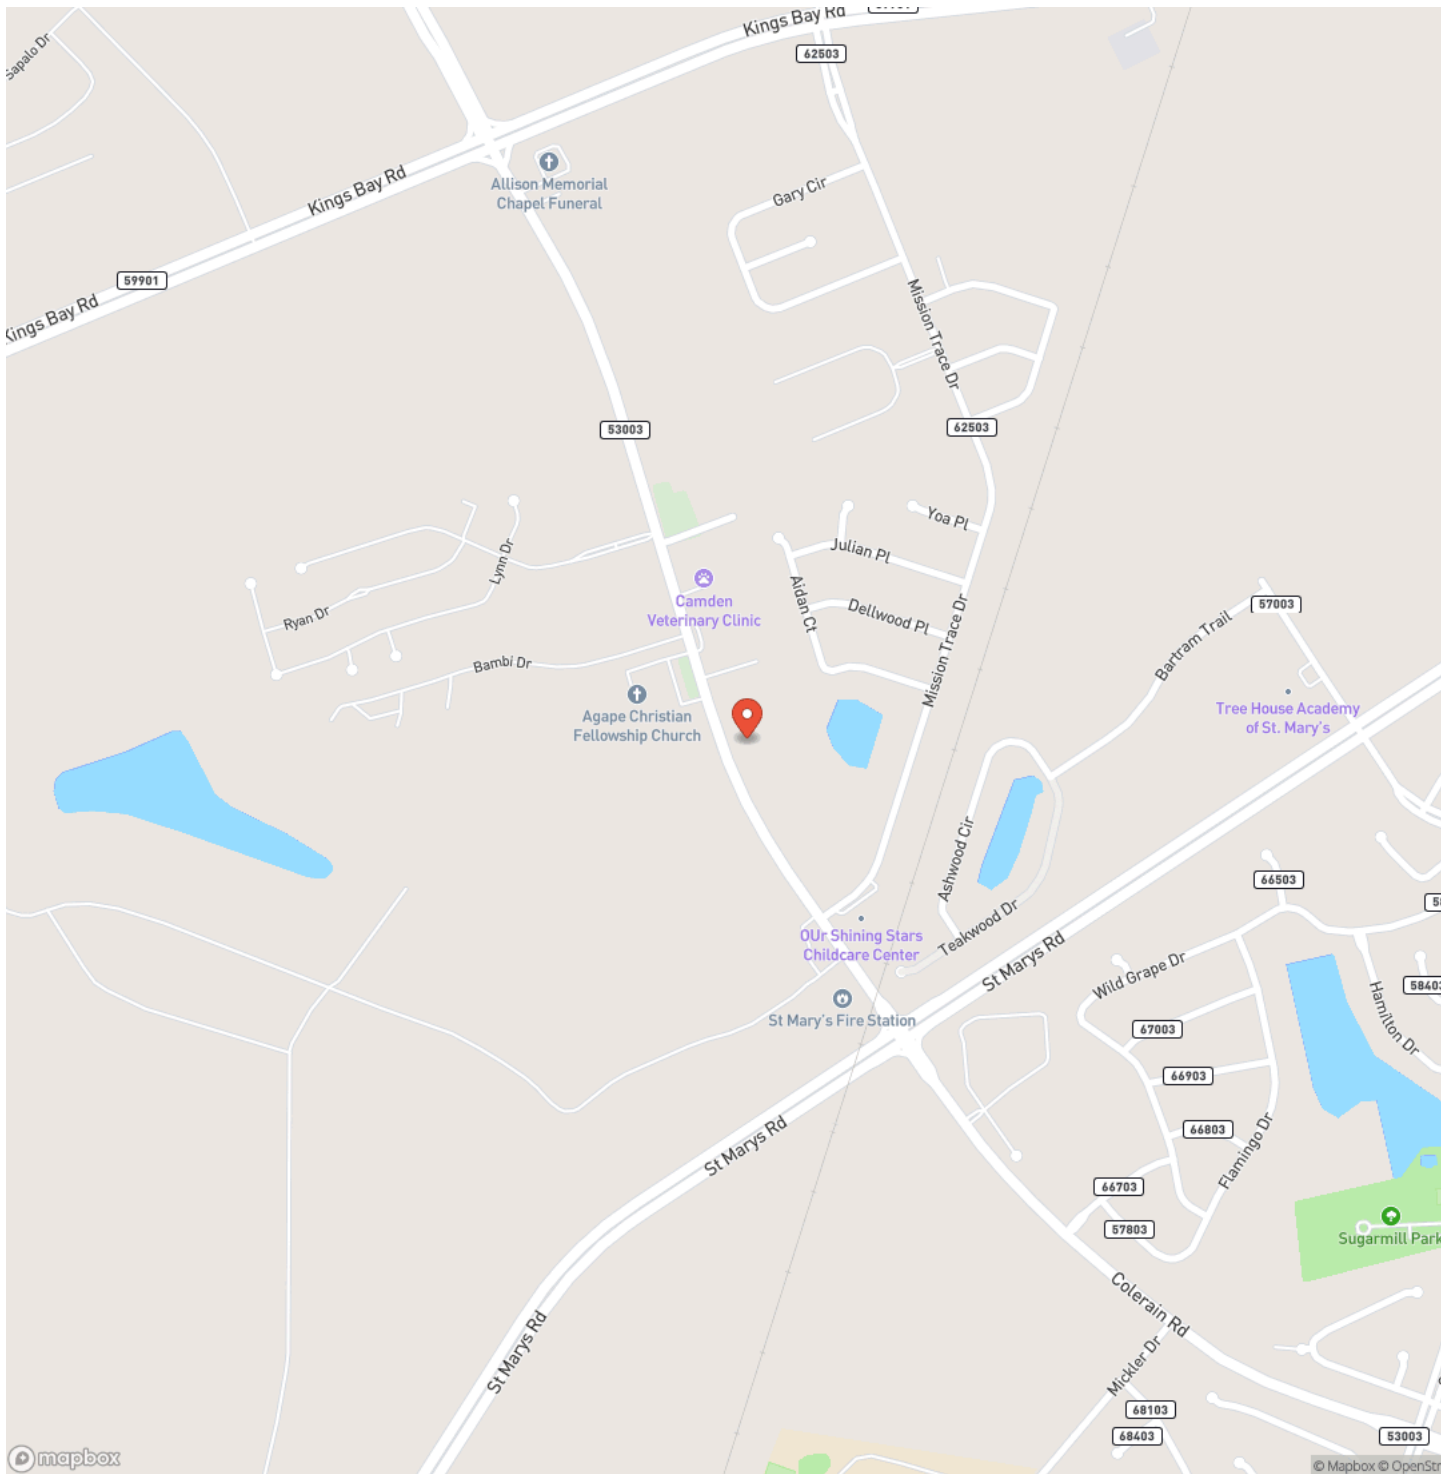 Kings Bay Rd
62503
Sapalo Dr
Allison Memorial
Chapel Funeral
Gary Cir
Kings Bay Rd
59901
Kings Bay Rd
Mission Trace Dr
53003
62503
Yoa Pl
Julian Pl
Lynn Dr
Camden
Veterinary Clinic
Aidan Ct
Dellwood Pl
Ryan Dr
57003
Bartram Trail
Mission Trace Dr
Bambi Dr
Agape Christian
Fellowship Church
Tree House Academy
of St. Mary's
Ashwood Cir
66503
OUr Shining Stars
Childcare Center
Teakwood Dr
St Marys Rd
Wild Grape Dr
58403
Hamilton Dr
St Mary's Fire Station
67003
66903
66803
Flamingo Dr
St Marys Rd
66703
57803
Sugarmill Park
Colerain Rd
St Marys Rd
Mickler Dr
68103
68403
53003
mapbox
© Mapbox © OpenStr